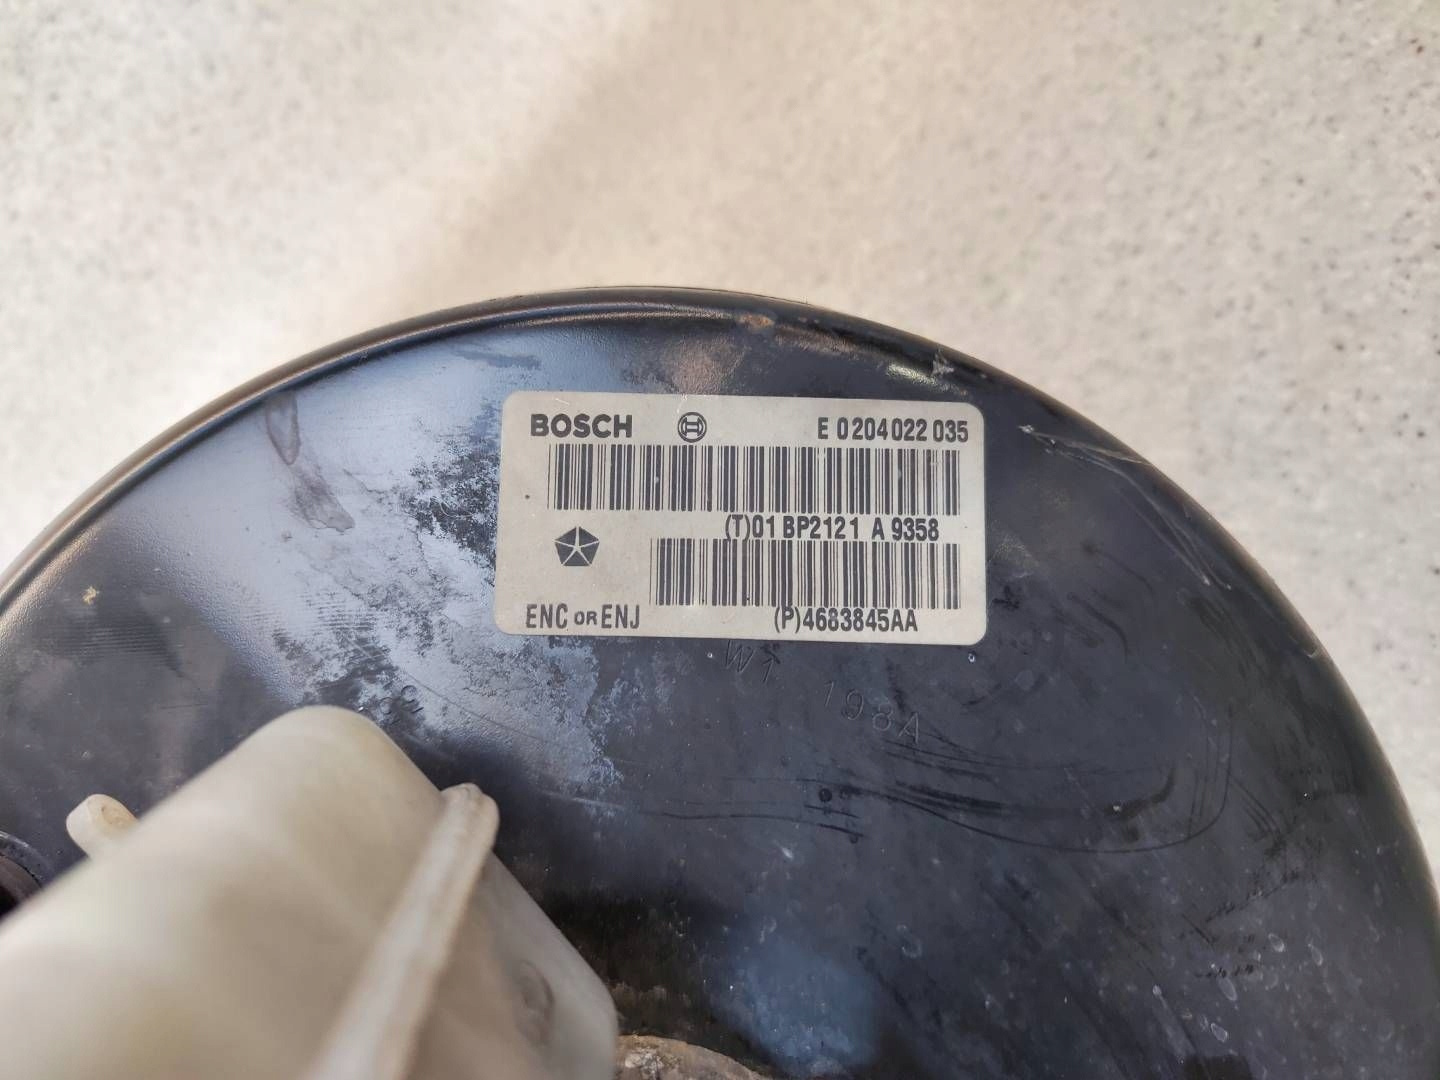 BOSCH E 0204022 035
(T)01 BP2121 A 9358
ENC OR ENJ (P)4683845AA
W1 198A